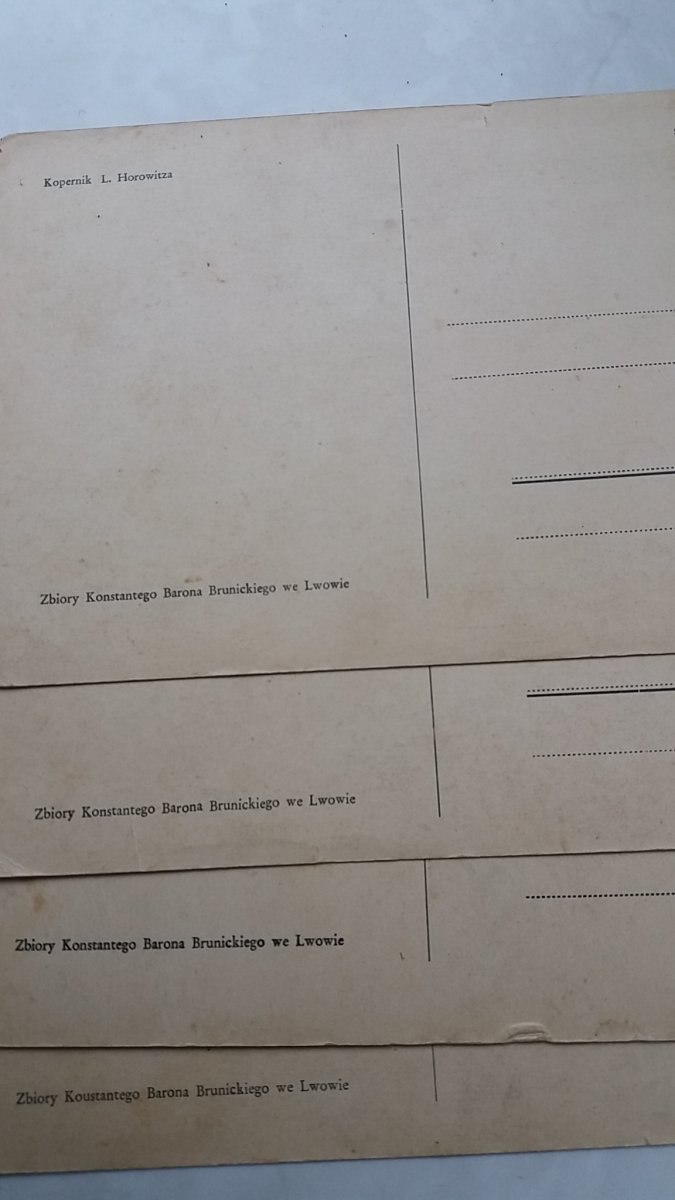 Kopernik L. Horowitza
Zbiory Konstantego Barona Brunickiego we Lwowie
Zbiory Konstantego Barona Brunickiego we Lwowie
Zbiory Konstantego Barona Brunickiego we Lwowie
Zbiory Koustantego Barona Brunickiego we Lwowie